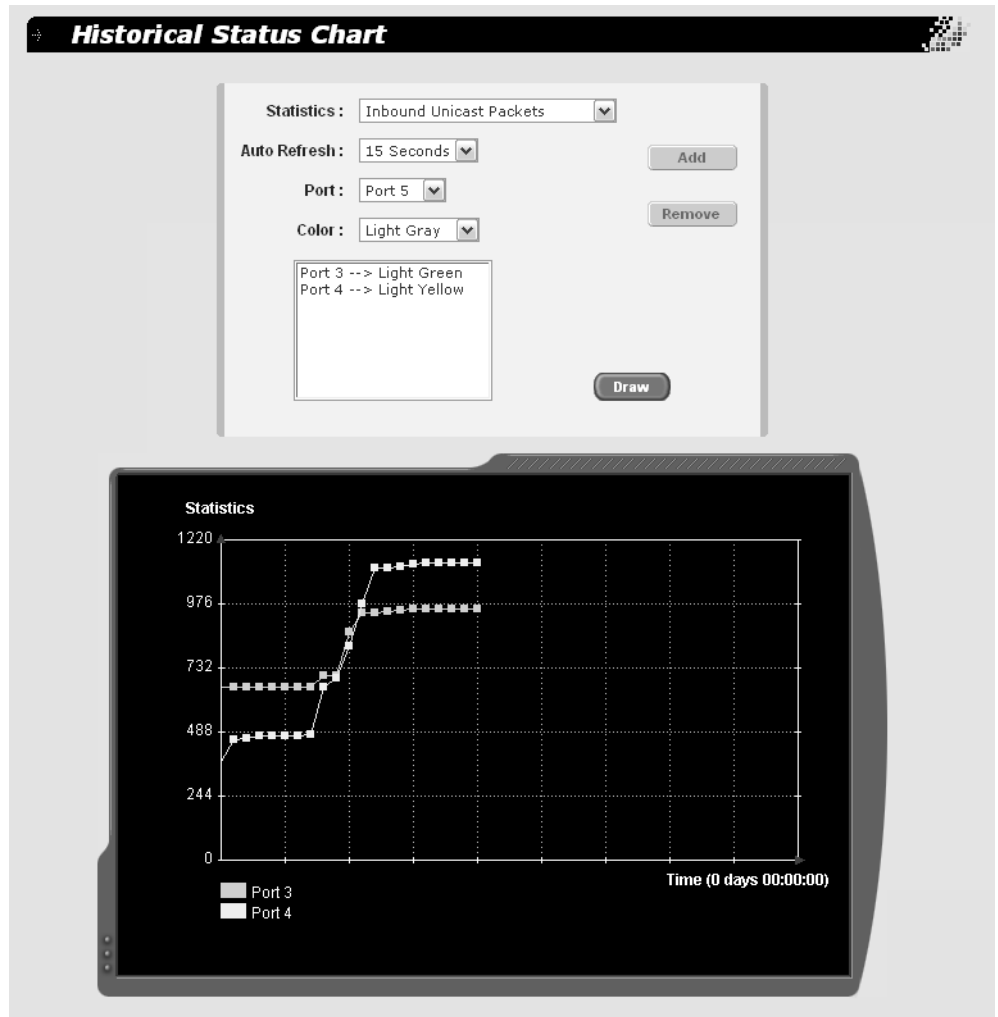 Historical Status Chart
Statistics : Inbound Unicast Packets
Auto Refresh : 15 Seconds
Add
Port : Port 5
Remove
Color : Light Gray
Port 3 --> Light Green
Port 4 --> Light Yellow
Draw
Statistics
1220
976
732
488
244
0
Time (0 days 00:00:00)
Port 3
Port 4